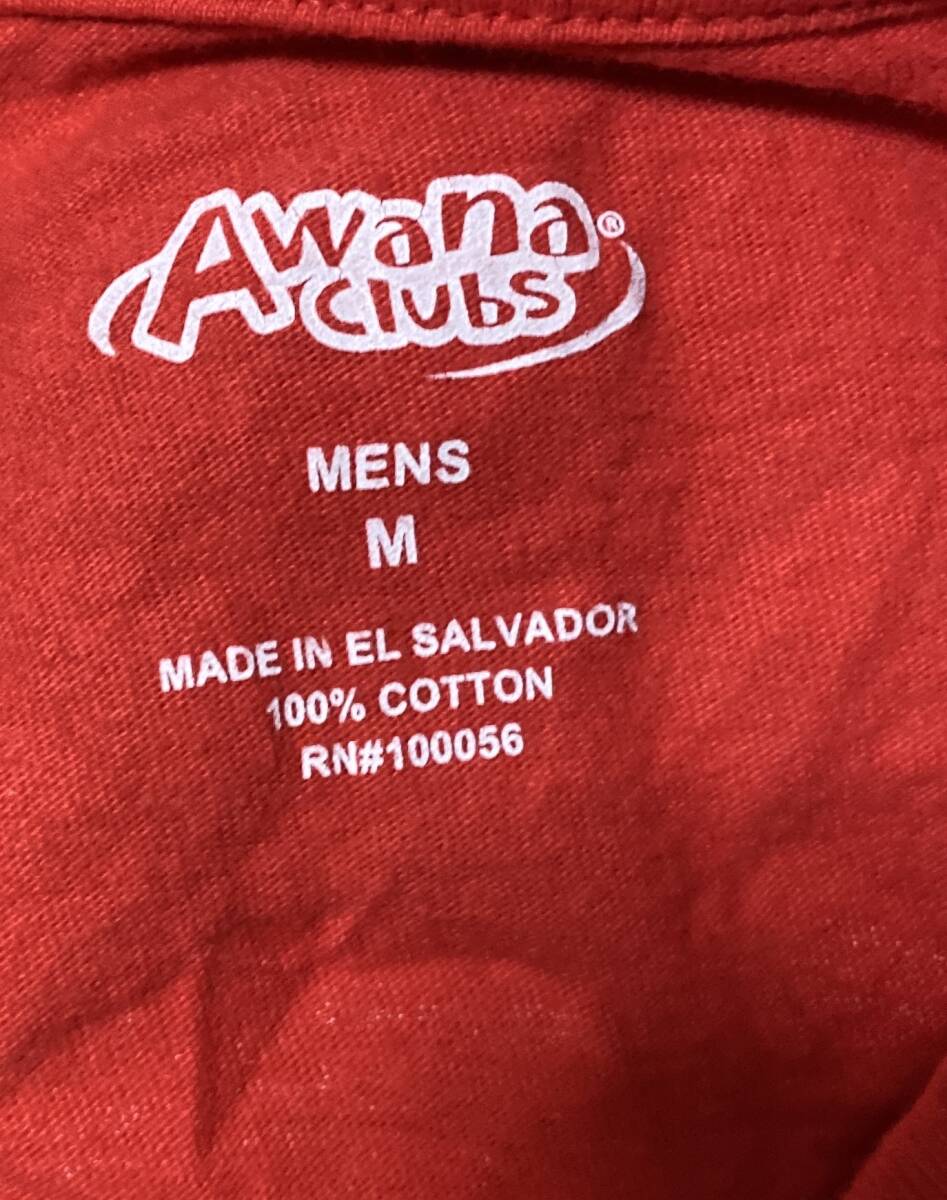 Awana®
Clubs
MENS
M
MADE IN EL SALVADOR
100% COTTON
RN#100056